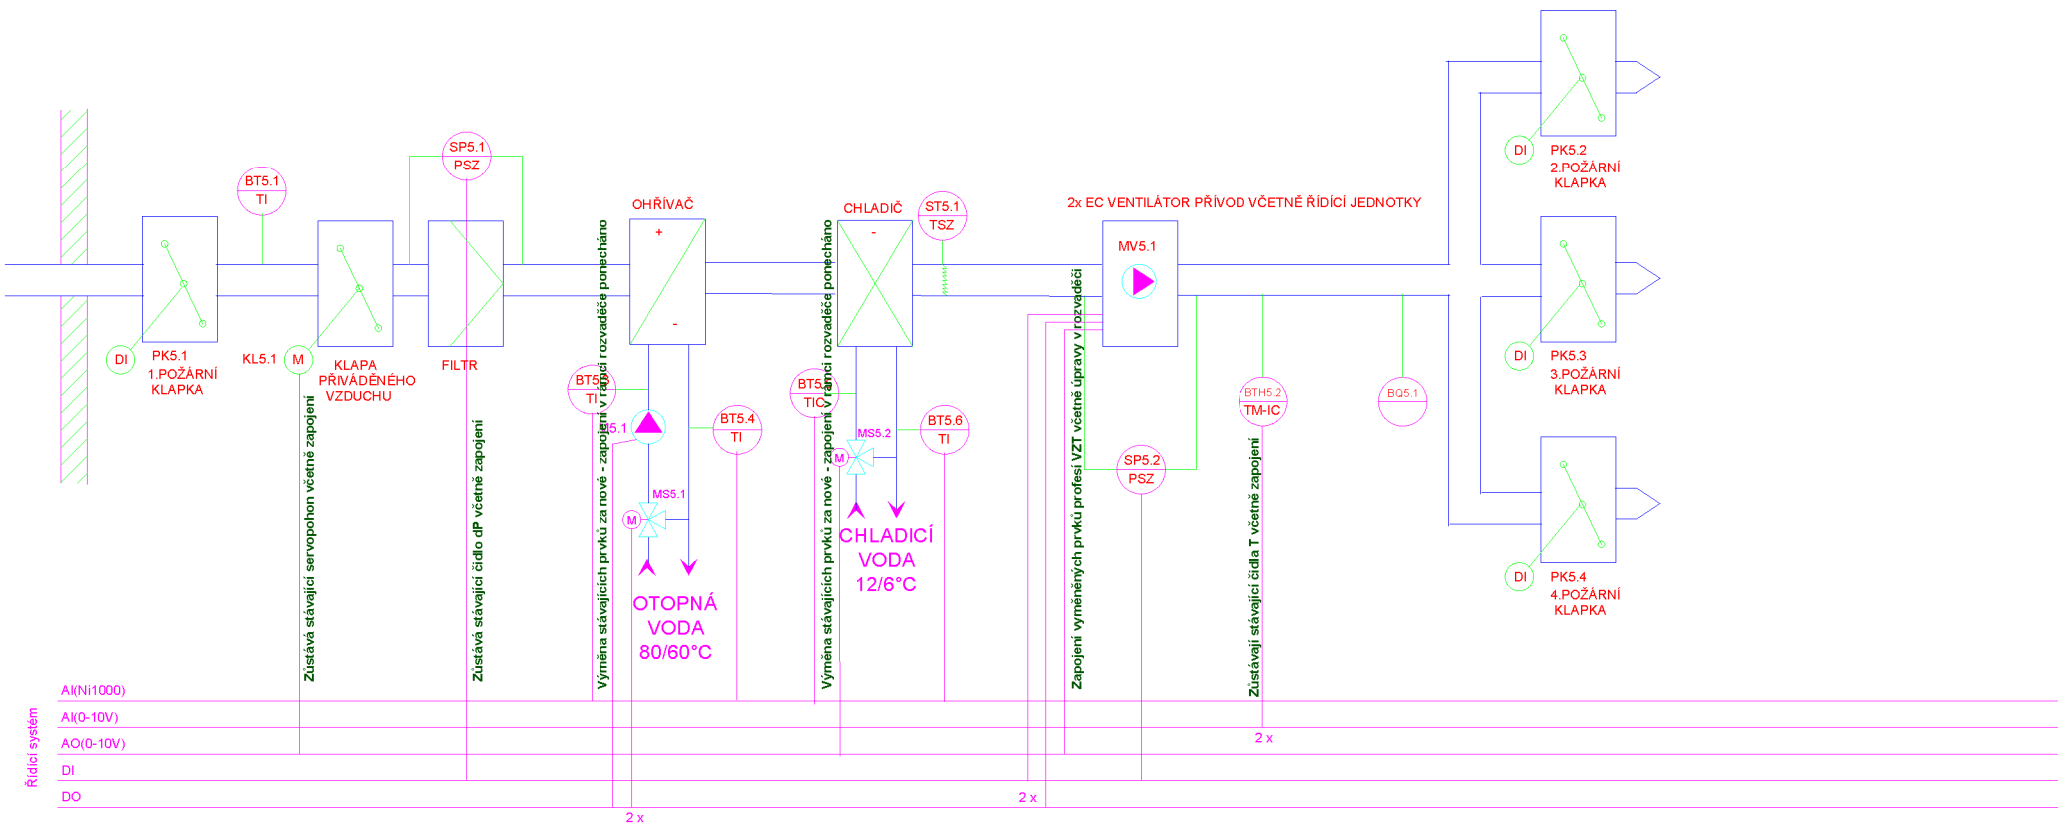 PK5.2
2.POŽÁRNÍ
KLAPKA
DI
SP5.1
PSZ
BT5.1
TI
OHŘÍVAČ
+
-
CHLADIČ
-
ST5.1
TSZ
2x EC VENTILÁTOR PŘÍVOD VČETNĚ ŘÍDÍCÍ JEDNOTKY
MV5.1
DI
PK5.1
1.POŽÁRNÍ
KLAPKA
KL5.1
M
KLAPA
PŘIVÁDĚNÉHO
VZDUCHU
FILTR
TI
TIC
BT5.4
TI
BT5.6
TI
BTH5.2
TM-IC
BQ5.1
DI
PK5.3
3.POŽÁRNÍ
KLAPKA
MS5.2
M
SP5.2
PSZ
MS5.1
M
CHLADICÍ
VODA
12/6°C
OTOPNÁ
VODA
80/60°C
DI
PK5.4
4.POŽÁRNÍ
KLAPKA
Zůstává stávající servopohon včetně zapojení
Zůstává stávající čidlo dP včetně zapojení
Výměna stávajících prvků za nové - zapojení v rámci rozvaděče ponecháno
Výměna stávajících prvků za nové - zapojení v rámci rozvaděče ponecháno
Zapojení vyměněných prvků profesí VZT včetně úpravy v rozvaděči
Zůstávají stávající čidla T včetně zapojení
Řídící systém
AI(Ni1000)
AI(0-10V)
AO(0-10V)
DI
DO
2 x
2 x
2 x